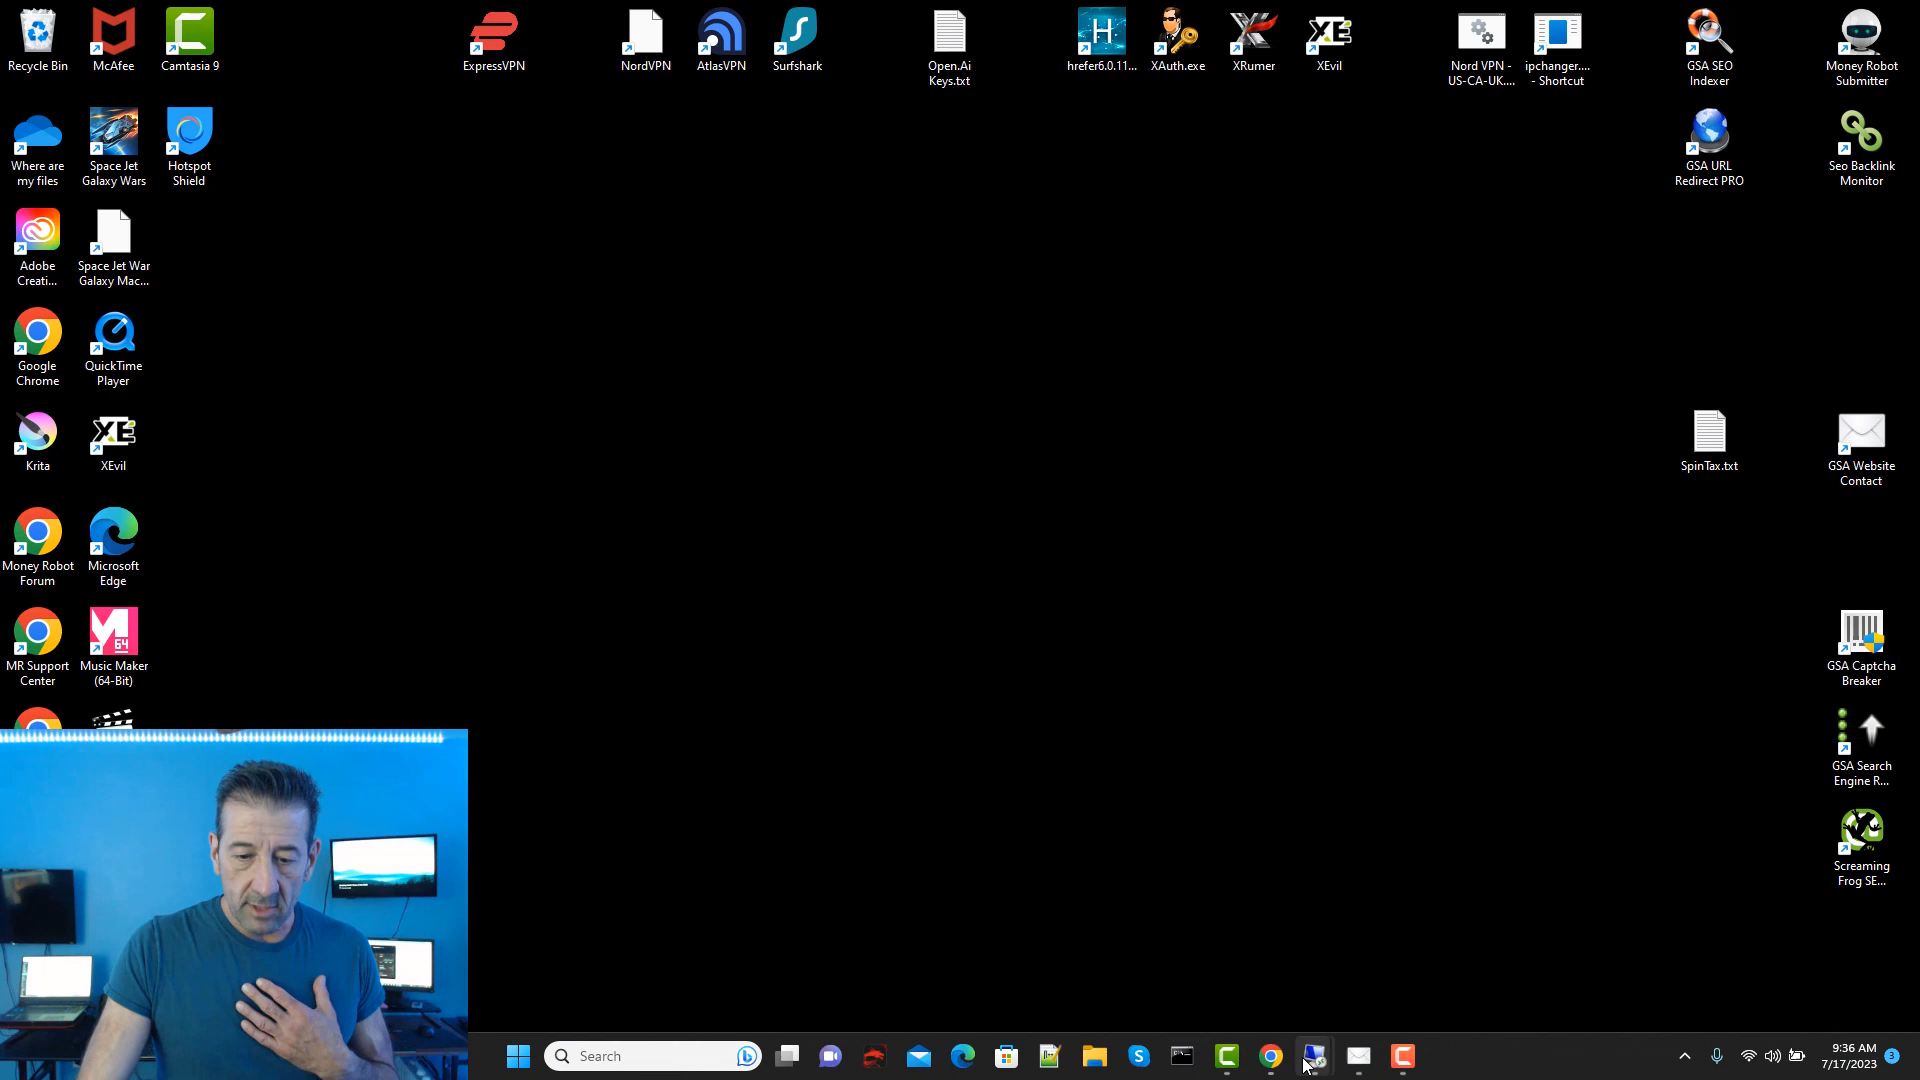 Recycle Bin
McAfee
Camtasia 9
ExpressVPN
NordVPN
AtlasVPN
Surfshark
Open.Ai
Keys.txt
hrefer6.0.11...
XAuth.exe
XRumer
XEvil
Nord VPN -
US-CA-UK....
ipchanger....
- Shortcut
GSA SEO
Indexer
Money Robot
Submitter
Where are
my files
Space Jet
Galaxy Wars
Hotspot
Shield
GSA URL
Redirect PRO
Seo Backlink
Monitor
Adobe
Creati...
Space Jet War
Galaxy Mac...
Google
Chrome
QuickTime
Player
Krita
XEvil
SpinTax.txt
GSA Website
Contact
Money Robot
Forum
Microsoft
Edge
MR Support
Center
Music Maker
(64-Bit)
GSA Captcha
Breaker
GSA Search
Engine R...
Screaming
Frog SE...
Search
9:36 AM
7/17/2023
3